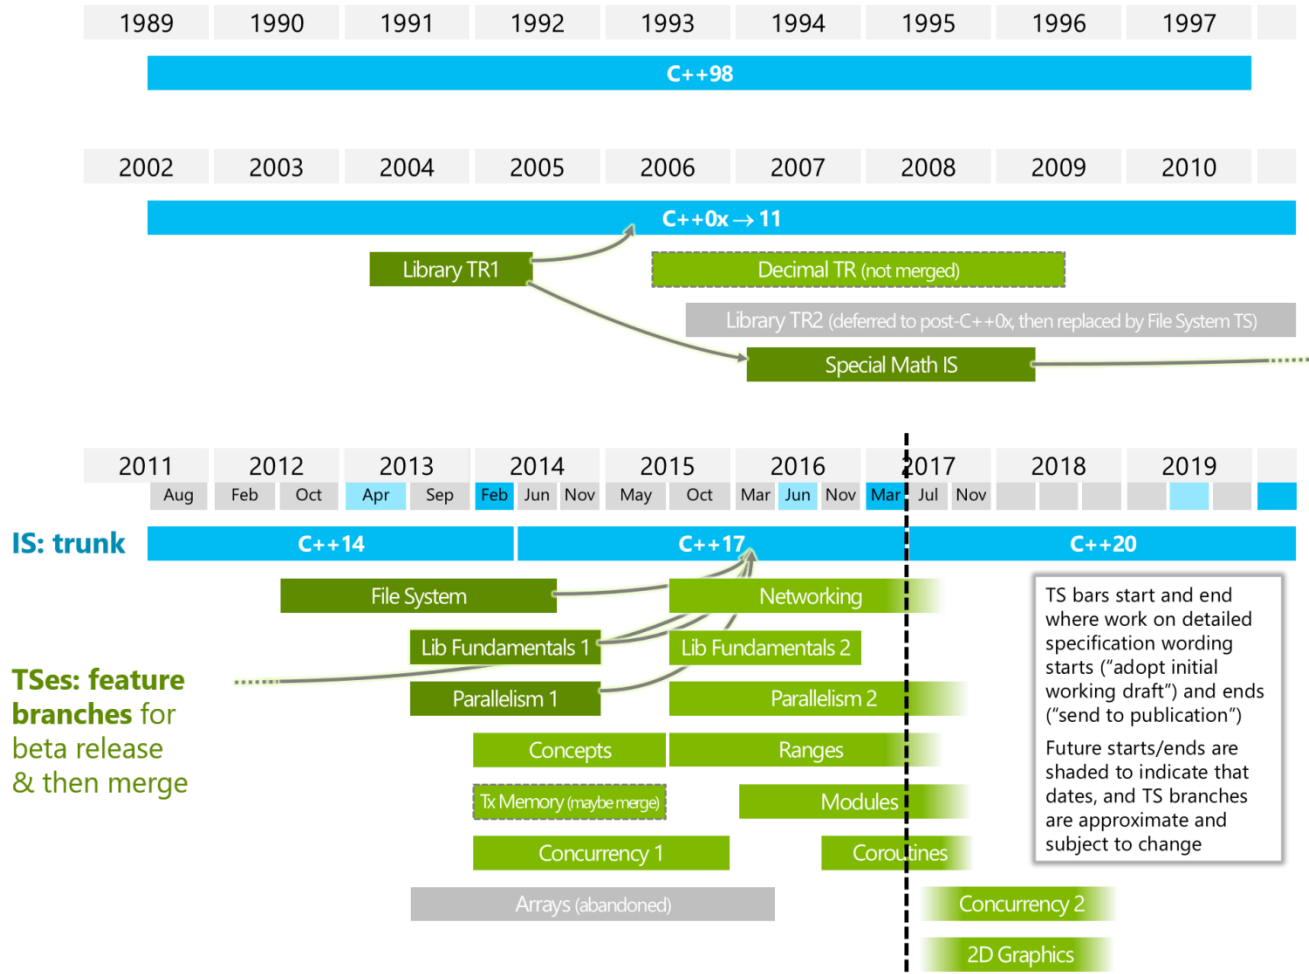 1989 1990 1991 1992 1993 1994 1995 1996 1997
C++98
2002 2003 2004 2005 2006 2007 2008 2009 2010
C++0x → 11
Library TR1
Decimal TR (not merged)
Library TR2 (deferred to post-C++0x, then replaced by File System TS)
Special Math IS
2011 2012 2013 2014 2015 2016 2017 2018 2019
Aug Feb Oct Apr Sep Feb Jun Nov May Oct Mar Jun Nov Mar Jul Nov
IS: trunk
C++14 C++17 C++20
File System Networking
Lib Fundamentals 1 Lib Fundamentals 2
Parallelism 1 Parallelism 2
Concepts Ranges
Tx Memory (maybe merge) Modules
Concurrency 1 Coroutines
Arrays (abandoned) Concurrency 2
2D Graphics
TSes: feature
branches for
beta release
& then merge
TS bars start and end
where work on detailed
specification wording
starts (“adopt initial
working draft”) and ends
(“send to publication”)
Future starts/ends are
shaded to indicate that
dates, and TS branches
are approximate and
subject to change